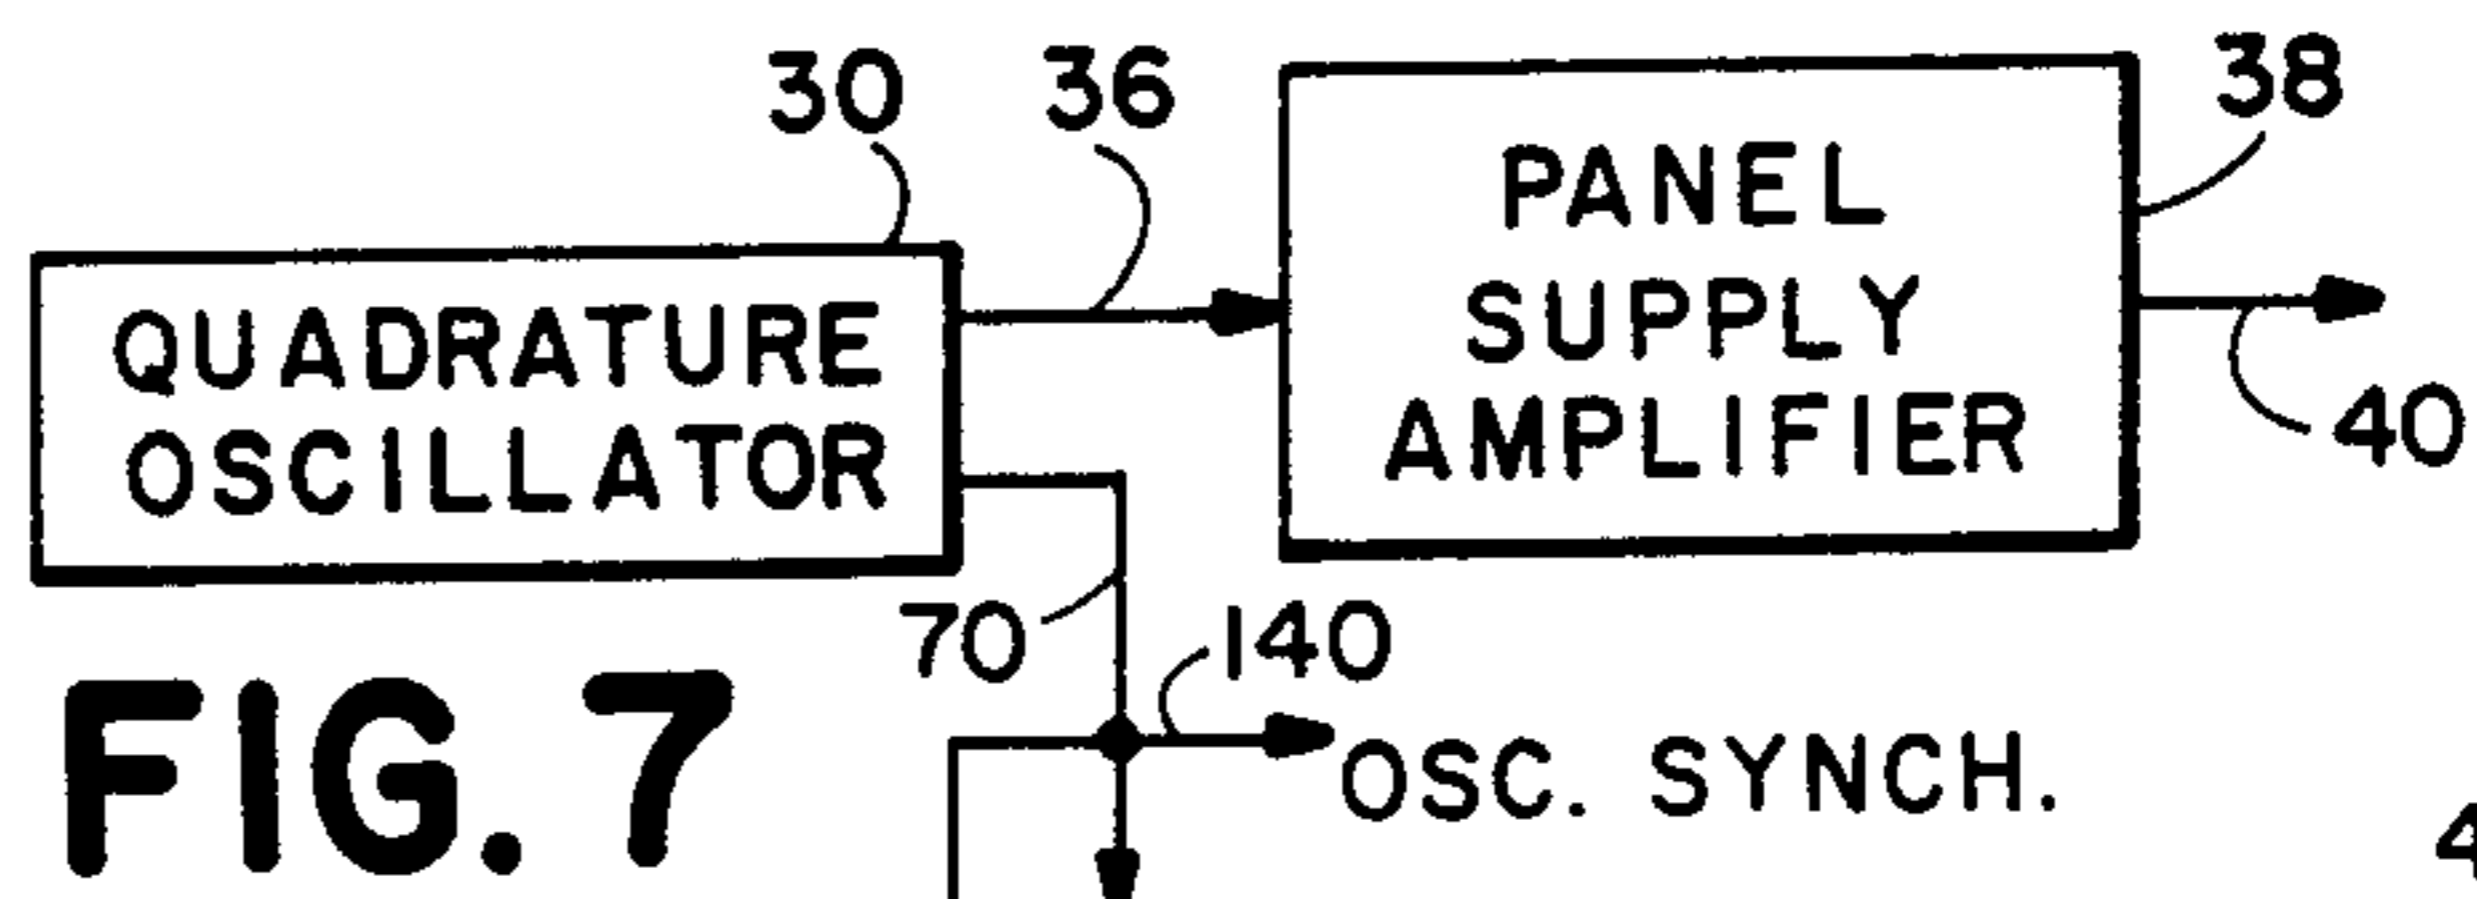 30
36
38
PANEL
SUPPLY
AMPLIFIER
QUADRATURE
OSCILLATOR
40
70
140
OSC. SYNCH.
FIG. 7